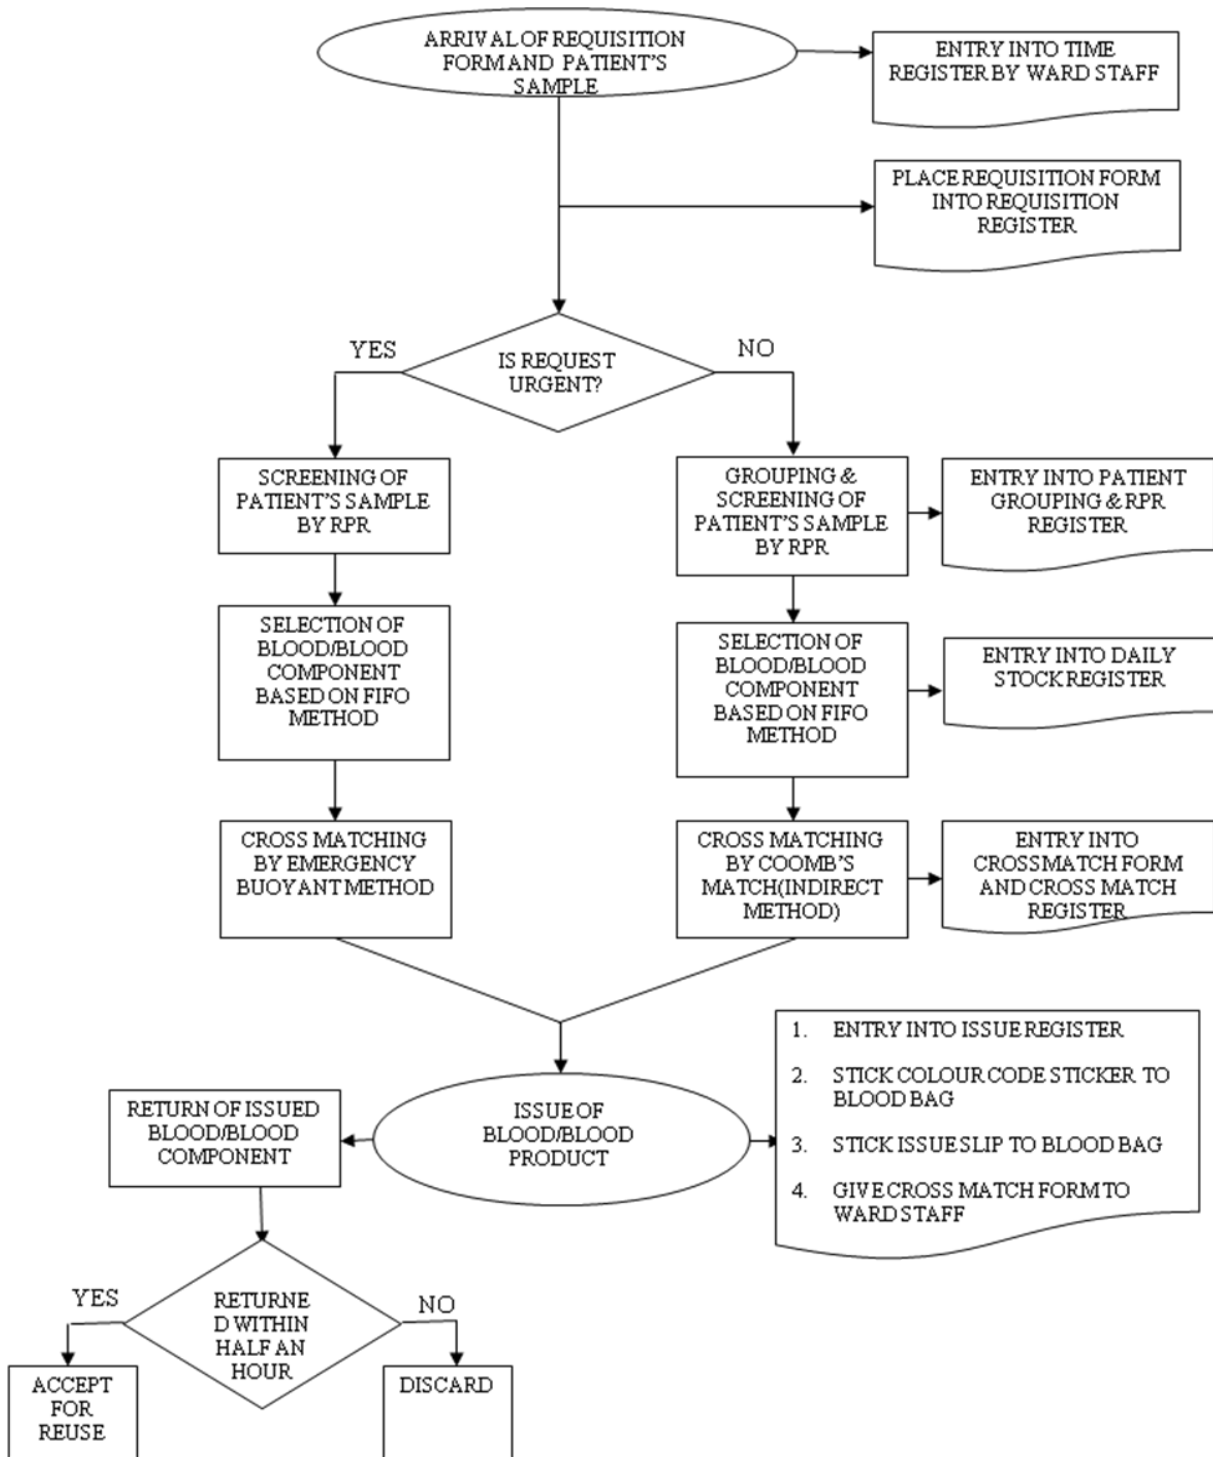 ARRIVAL OF REQUISITION
FORM AND PATIENT'S
SAMPLE
ENTRY INTO TIME
REGISTER BY WARD STAFF
PLACE REQUISITION FORM
INTO REQUISITION
REGISTER
IS REQUEST
URGENT?
YES
NO
SCREENING OF
PATIENT'S SAMPLE
BY RPR
GROUPING &
SCREENING OF
PATIENT'S SAMPLE
BY RPR
ENTRY INTO PATIENT
GROUPING & RPR
REGISTER
SELECTION OF
BLOOD/BLOOD
COMPONENT
BASED ON FIFO
METHOD
SELECTION OF
BLOOD/BLOOD
COMPONENT
BASED ON FIFO
METHOD
ENTRY INTO DAILY
STOCK REGISTER
CROSS MATCHING
BY EMERGENCY
BUOYANT METHOD
CROSS MATCHING
BY COOMB'S
MATCH(INDIRECT
METHOD)
ENTRY INTO
CROSSMATCH FORM
AND CROSS MATCH
REGISTER
ISSUE OF
BLOOD/BLOOD
PRODUCT
1. ENTRY INTO ISSUE REGISTER
2. STICK COLOUR CODE STICKER TO
BLOOD BAG
3. STICK ISSUE SLIP TO BLOOD BAG
4. GIVE CROSS MATCH FORM TO
WARD STAFF
RETURN OF ISSUED
BLOOD/BLOOD
COMPONENT
YES
RETURNE
D WITHIN
HALF AN
HOUR
NO
ACCEPT
FOR
REUSE
DISCARD